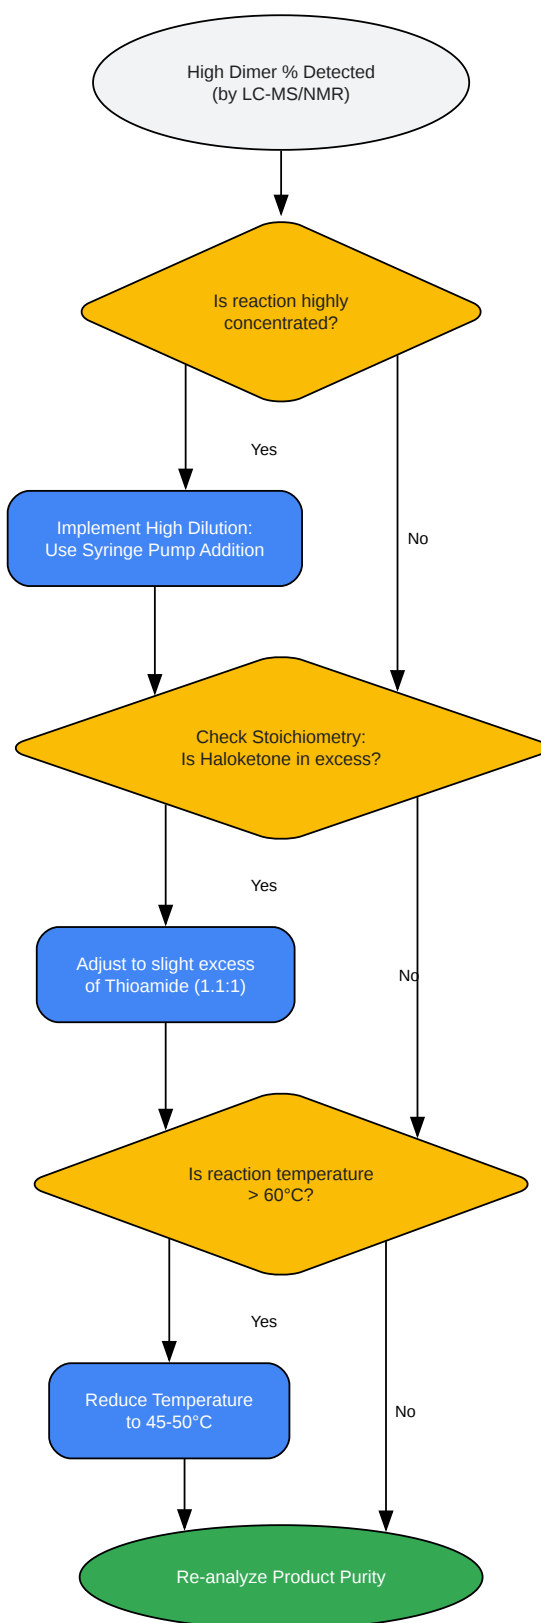 High Dimer % Detected
(by LC-MS/NMR)
Is reaction highly
concentrated?
Yes
Implement High Dilution:
Use Syringe Pump Addition
No
Check Stoichiometry:
Is Haloketone in excess?
Yes
Adjust to slight excess
of Thioamide (1.1:1)
No
Is reaction temperature
> 60°C?
Yes
Reduce Temperature
to 45-50°C
No
Re-analyze Product Purity